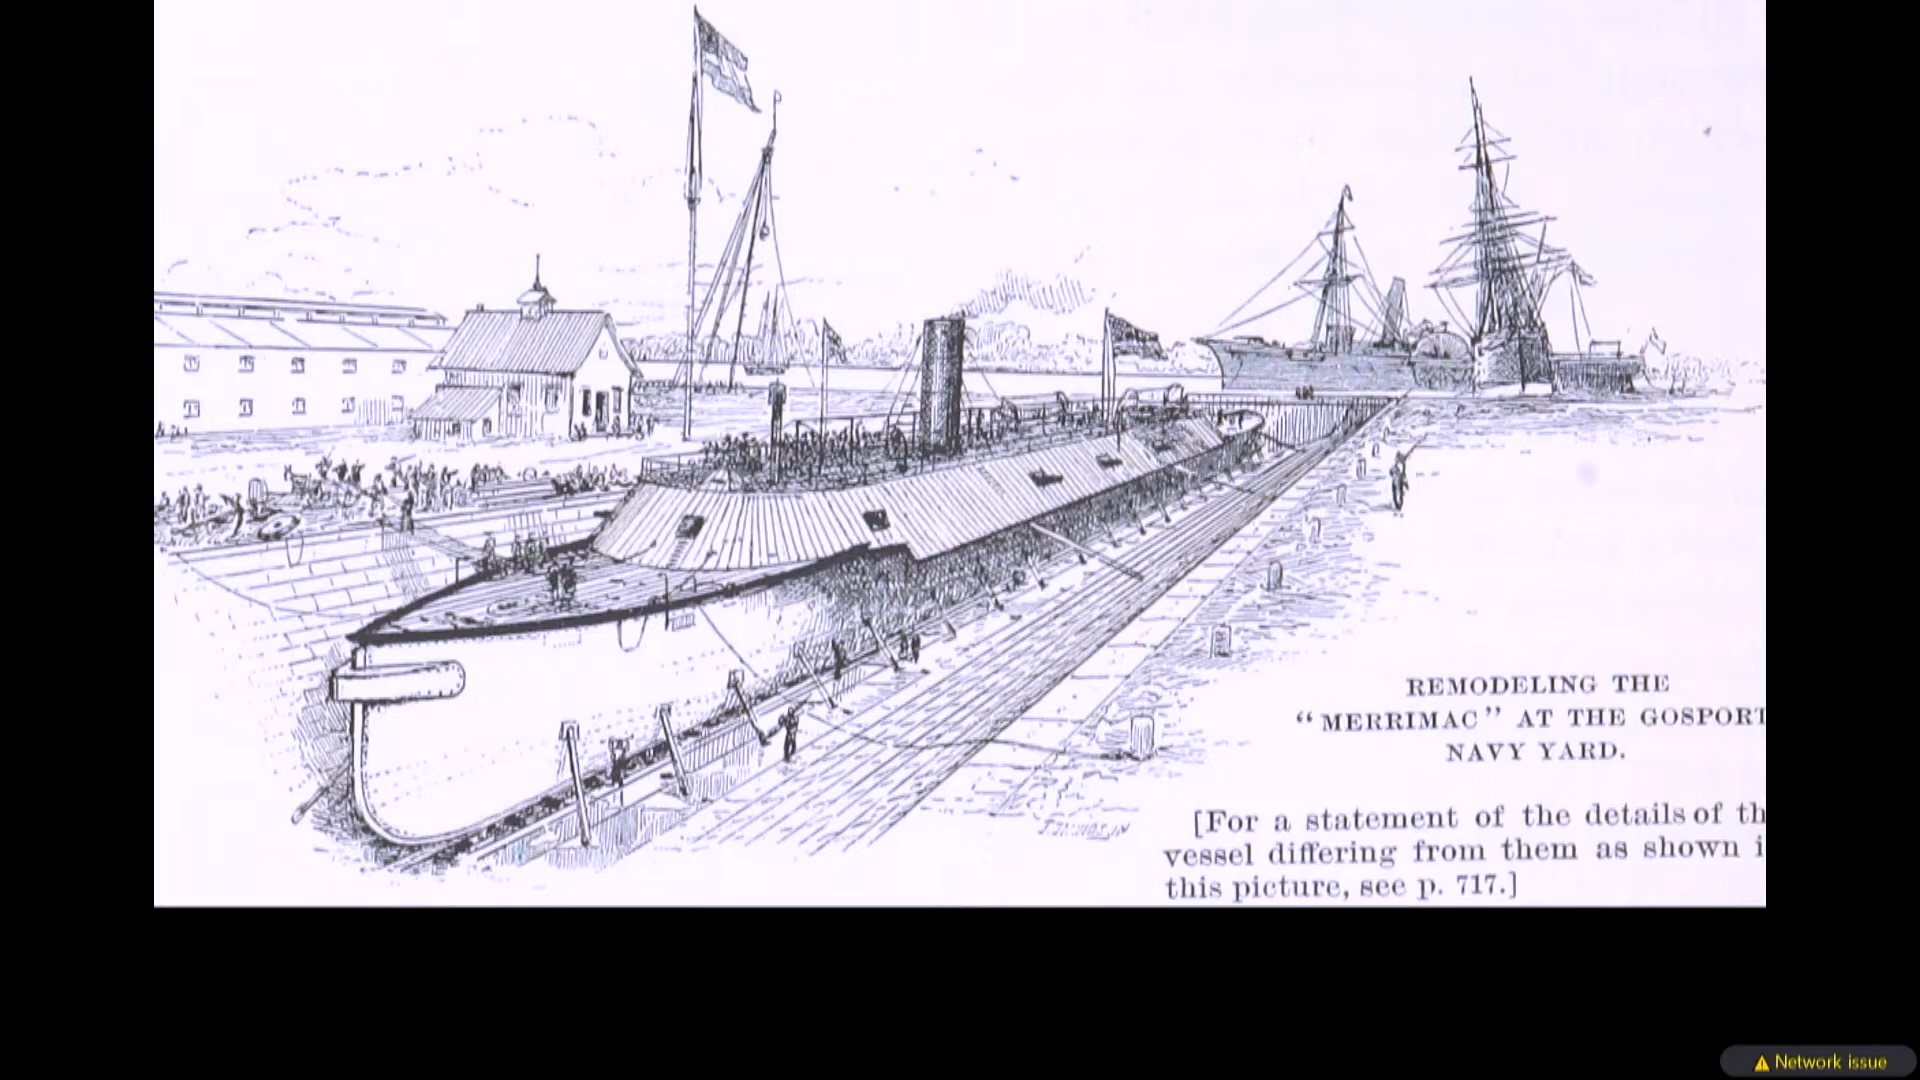 REMODELING THE
"MERRIMAC" AT THE GOSPORT
NAVY YARD.
[For a statement of the details of th
vessel differing from them as shown i
this picture, see p. 717.]
Network issue